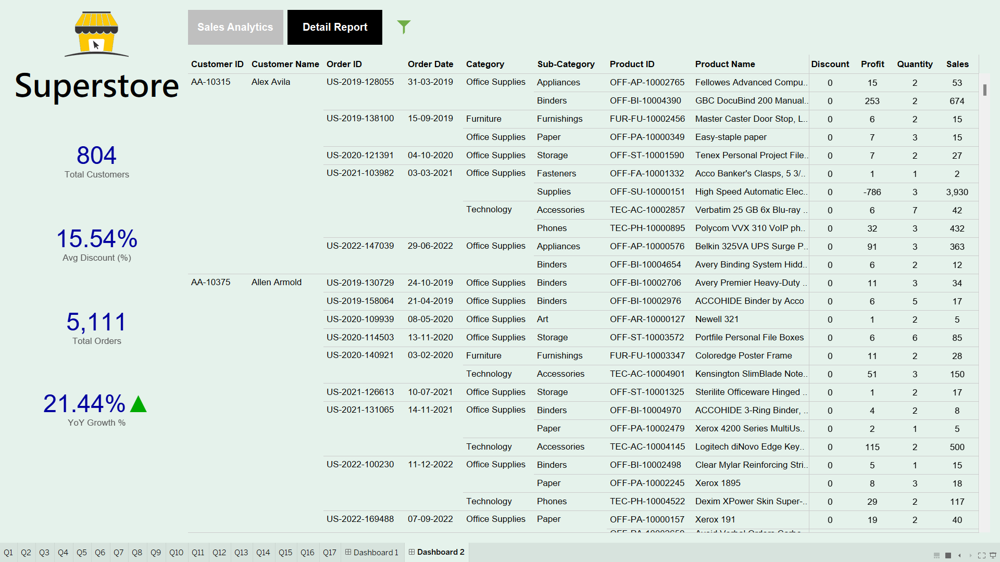 Sales Analytics
Detail Report
Superstore
804
Total Customers
15.54%
Avg Discount (%)
5,111
Total Orders
21.44%
YoY Growth %
Customer ID Customer Name Order ID Order Date Category Sub-Category Product ID Product Name Discount Profit Quantity Sales
AA-10315 Alex Avila US-2019-128055 31-03-2019 Office Supplies Appliances OFF-AP-10002765 Fellowes Advanced Compu.. 0 15 2 53
Binders OFF-BI-10004390 GBC DocuBind 200 Manual.. 0 253 2 674
US-2019-138100 15-09-2019 Furniture Furnishings FUR-FU-10002456 Master Caster Door Stop, L.. 0 6 2 15
Office Supplies Paper OFF-PA-10000349 Easy-staple paper 0 7 3 15
US-2020-121391 04-10-2020 Office Supplies Storage OFF-ST-10001590 Tenex Personal Project File.. 0 7 2 27
US-2021-103982 03-03-2021 Office Supplies Fasteners OFF-FA-10001332 Acco Banker's Clasps, 5 3/.. 0 1 1 2
Supplies OFF-SU-10000151 High Speed Automatic Elec.. 0 -786 3 3,930
Technology Accessories TEC-AC-10002857 Verbatim 25 GB 6x Blu-ray .. 0 6 7 42
Phones TEC-PH-10000895 Polycom VVX 310 VoIP ph.. 0 32 3 432
US-2022-147039 29-06-2022 Office Supplies Appliances OFF-AP-10000576 Belkin 325VA UPS Surge P.. 0 91 3 363
Binders OFF-BI-10004654 Avery Binding System Hidd.. 0 6 2 12
AA-10375 Allen Armold US-2019-130729 24-10-2019 Office Supplies Binders OFF-BI-10002706 Avery Premier Heavy-Duty .. 0 11 3 34
US-2019-158064 21-04-2019 Office Supplies Binders OFF-BI-10002976 ACCOHIDE Binder by Acco 0 6 5 17
US-2020-109939 08-05-2020 Office Supplies Art OFF-AR-10000127 Newell 321 0 1 2 5
US-2020-114503 13-11-2020 Office Supplies Storage OFF-ST-10003572 Portfile Personal File Boxes 0 6 6 85
US-2020-140921 03-02-2020 Furniture Furnishings FUR-FU-10003347 Coloredge Poster Frame 0 11 2 28
Technology Accessories TEC-AC-10004901 Kensington SlimBlade Note.. 0 51 3 150
US-2021-126613 10-07-2021 Office Supplies Storage OFF-ST-10001325 Sterilite Officeware Hinged .. 0 1 2 17
US-2021-131065 14-11-2021 Office Supplies Binders OFF-BI-10004970 ACCOHIDE 3-Ring Binder, .. 0 4 2 8
Paper OFF-PA-10002479 Xerox 4200 Series MultiUs.. 0 2 1 5
Technology Accessories TEC-AC-10004145 Logitech diNovo Edge Key.. 0 115 2 500
US-2022-100230 11-12-2022 Office Supplies Binders OFF-BI-10002498 Clear Mylar Reinforcing Stri.. 0 5 1 15
Paper OFF-PA-10002245 Xerox 1895 0 8 3 18
Technology Phones TEC-PH-10004522 Dexim XPower Skin Super-.. 0 29 2 117
US-2022-169488 07-09-2022 Office Supplies Paper OFF-PA-10000157 Xerox 191 0 19 2 40
Q1 Q2 Q3 Q4 Q5 Q6 Q7 Q8 Q9 Q10 Q11 Q12 Q13 Q14 Q15 Q16 Q17 Dashboard 1 Dashboard 2